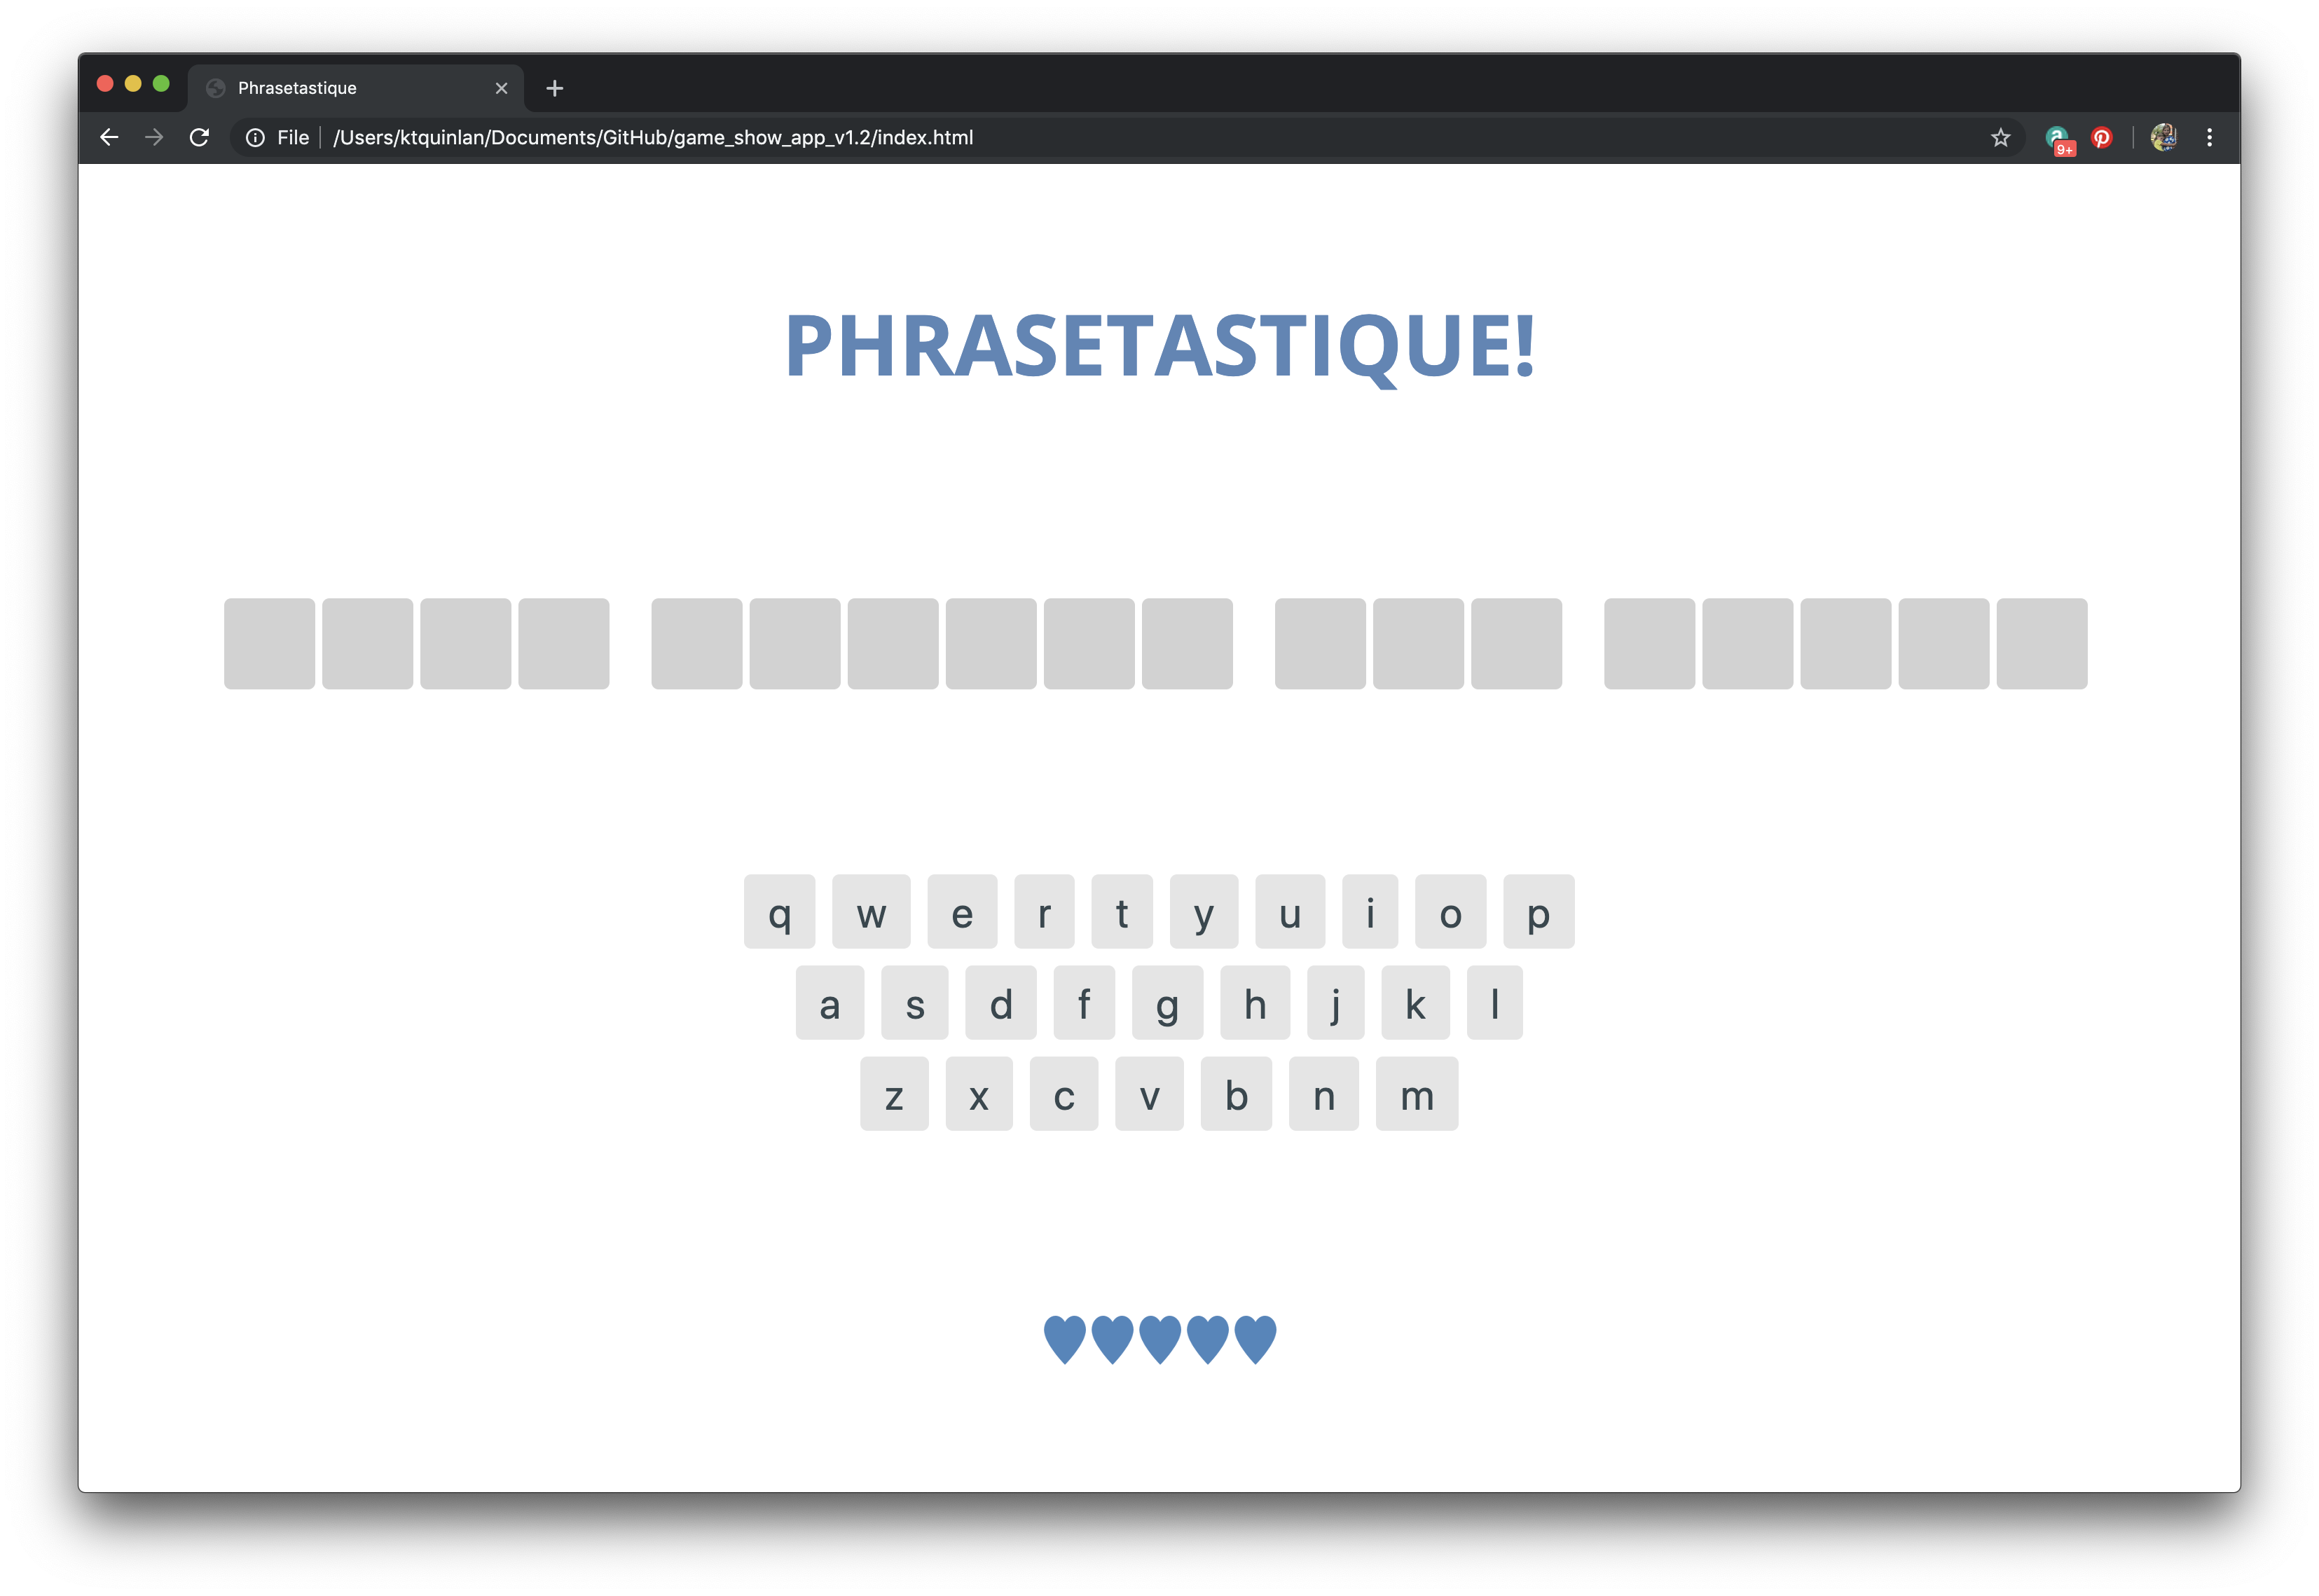 Phrasetastique
File /Users/ktquinlan/Documents/GitHub/game_show_app_v1.2/index.html
9+
PHRASETASTIQUE!
q w e r t y u i o p
a s d f g h j k l
z x c v b n m